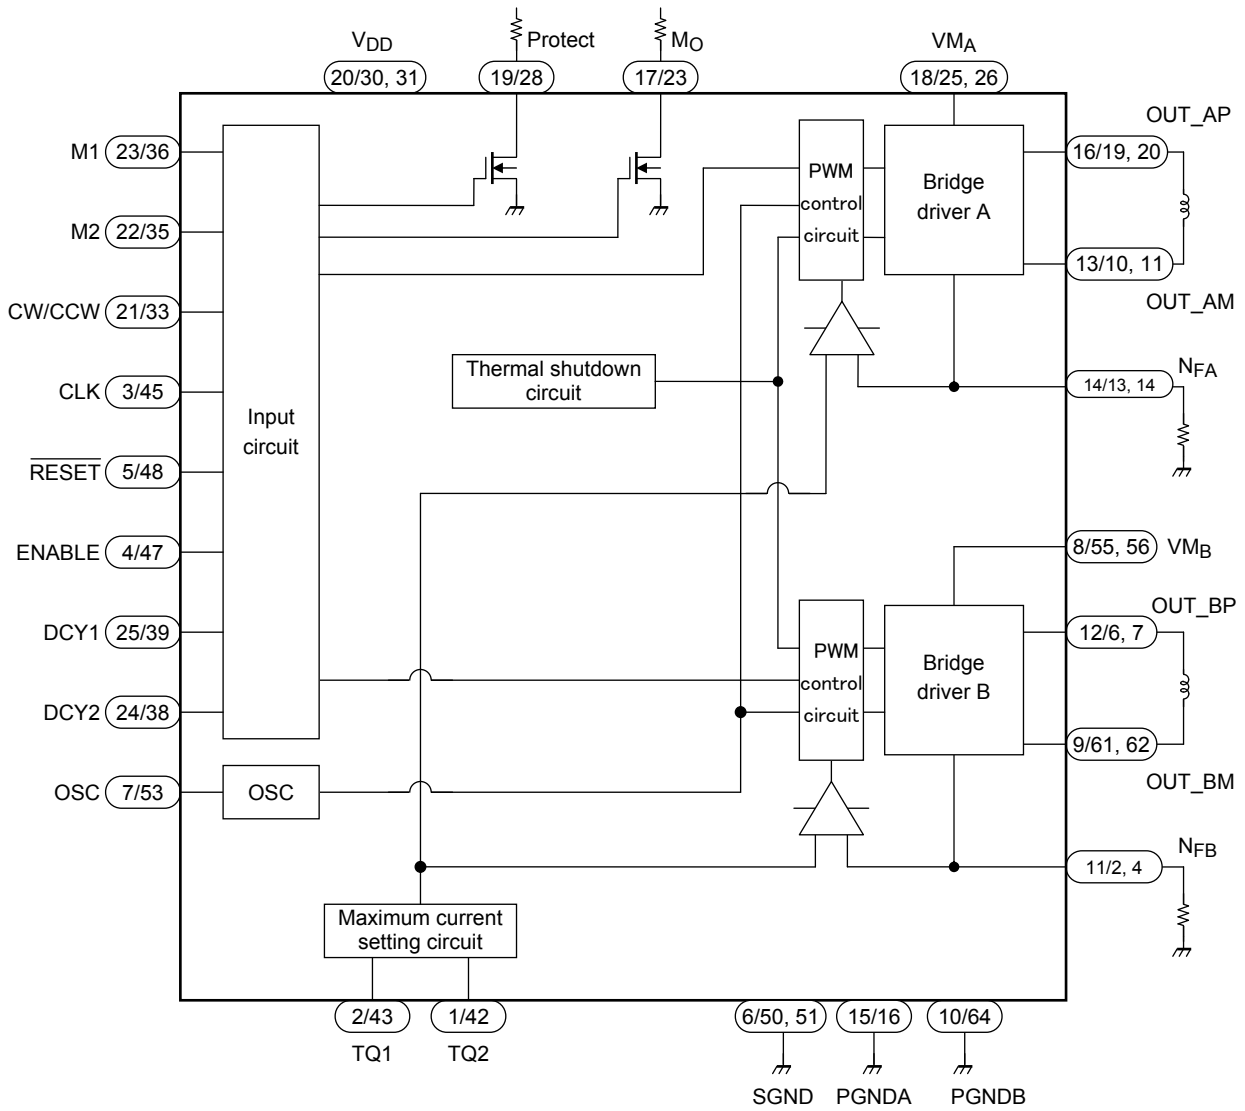 VDD
Protect
MO
VMA
20/30, 31
19/28
17/23
18/25, 26
OUT_AP
M1
23/36
16/19, 20
PWM
control
circuit
Bridge
driver A
M2
22/35
13/10, 11
OUT_AM
CW/CCW
21/33
Thermal shutdown
circuit
NFA
14/13, 14
CLK
3/45
Input
circuit
RESET
5/48
ENABLE
4/47
8/55, 56
VMB
OUT_BP
DCY1
25/39
12/6, 7
PWM
control
circuit
Bridge
driver B
DCY2
24/38
9/61, 62
OUT_BM
OSC
7/53
OSC
NFB
11/2, 4
Maximum current
setting circuit
2/43
1/42
6/50, 51
15/16
10/64
TQ1
TQ2
SGND
PGNDA
PGNDB